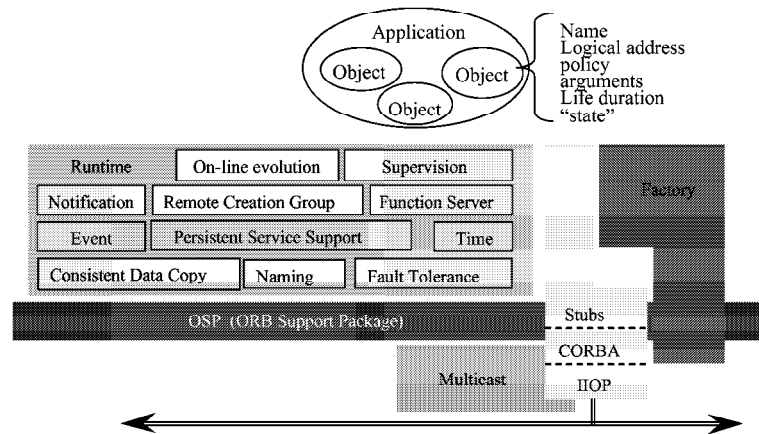 Application
Object
Object
Object
Name
Logical address
policy
arguments
Life duration
“state”
Runtime
On-line evolution
Supervision
Notification
Remote Creation Group
Function Server
Event
Persistent Service Support
Time
Consistent Data Copy
Naming
Fault Tolerance
Factory
OSP (ORB Support Package)
Stubs
CORBA
Multicast
IIOP